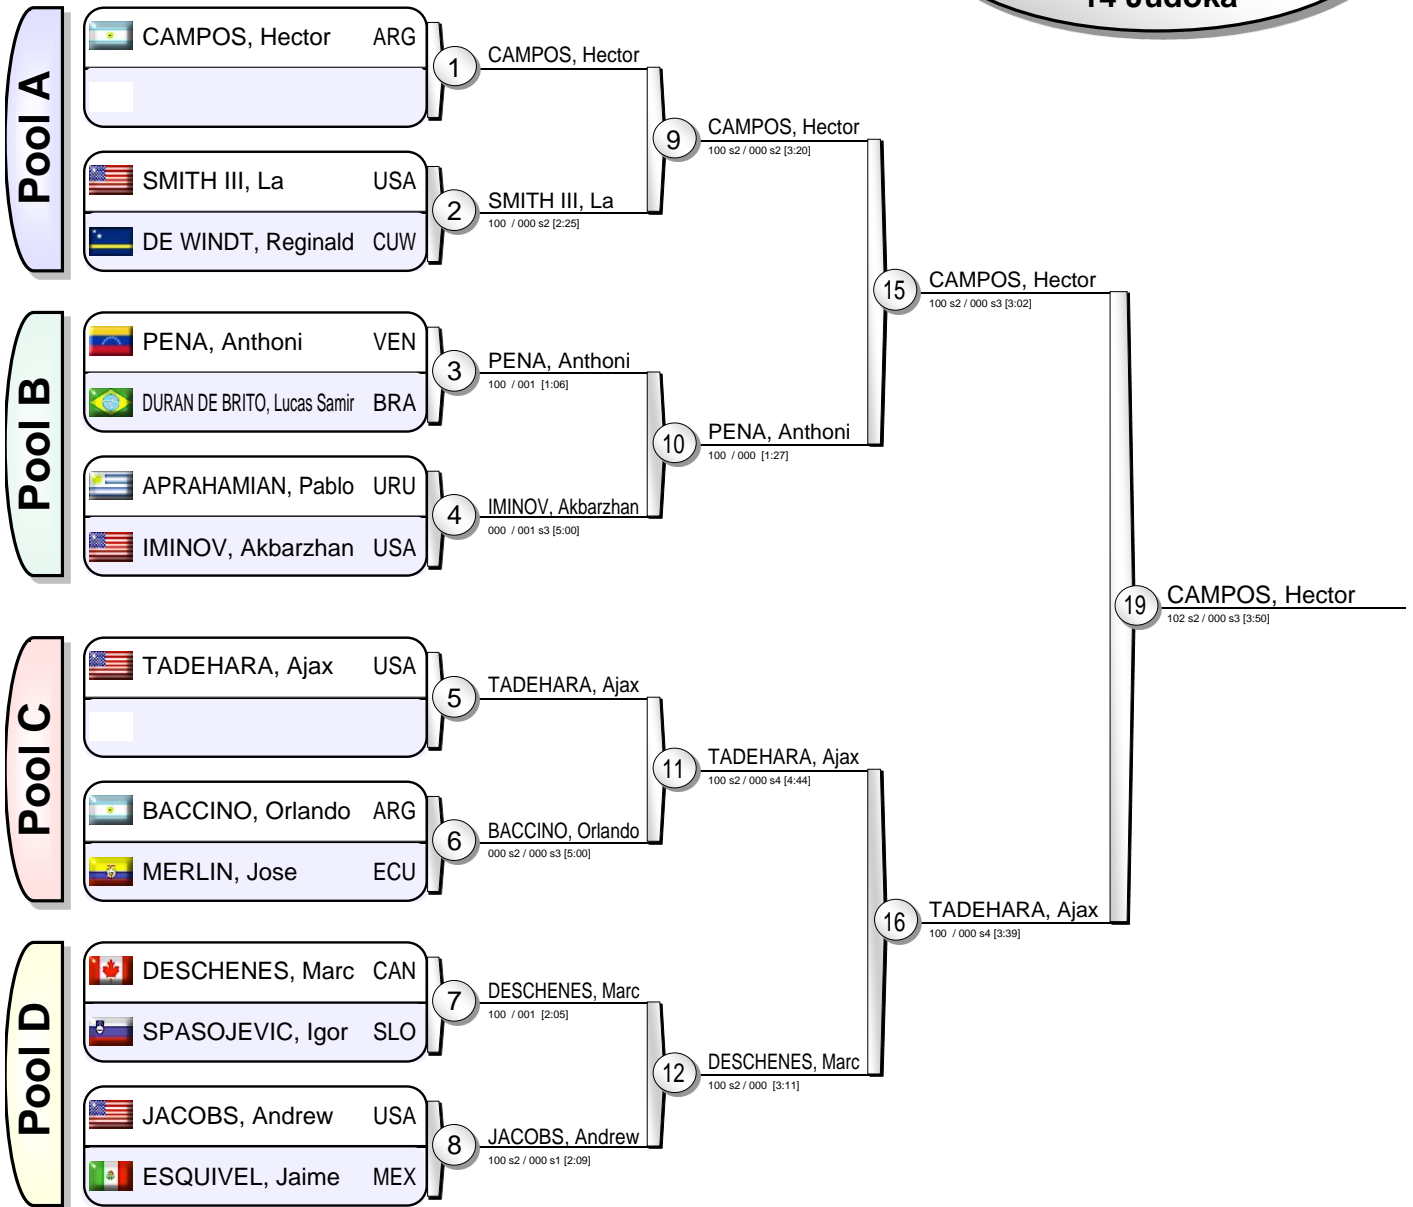 14 Judoka
Pool A
CAMPOS, Hector ARG
1
CAMPOS, Hector
SMITH III, La USA
DE WINDT, Reginald CUW
2
SMITH III, La
100 / 000 s2 [2:25]
9
CAMPOS, Hector
100 s2 / 000 s2 [3:20]
Pool B
PENA, Anthoni VEN
DURAN DE BRITO, Lucas Samir BRA
3
PENA, Anthoni
100 / 001 [1:06]
APRAHAMIAN, Pablo URU
IMINOV, Akbarzhan USA
4
IMINOV, Akbarzhan
000 / 001 s3 [5:00]
10
PENA, Anthoni
100 / 000 [1:27]
15
CAMPOS, Hector
100 s2 / 000 s3 [3:02]
Pool C
TADEHARA, Ajax USA
5
TADEHARA, Ajax
BACCINO, Orlando ARG
MERLIN, Jose ECU
6
BACCINO, Orlando
000 s2 / 000 s3 [5:00]
11
TADEHARA, Ajax
100 s2 / 000 s4 [4:44]
Pool D
DESCHENES, Marc CAN
SPASOJEVIC, Igor SLO
7
DESCHENES, Marc
100 / 001 [2:05]
JACOBS, Andrew USA
ESQUIVEL, Jaime MEX
8
JACOBS, Andrew
100 s2 / 000 s1 [2:09]
12
DESCHENES, Marc
100 s2 / 000 [3:11]
16
TADEHARA, Ajax
100 / 000 s4 [3:39]
19
CAMPOS, Hector
102 s2 / 000 s3 [3:50]